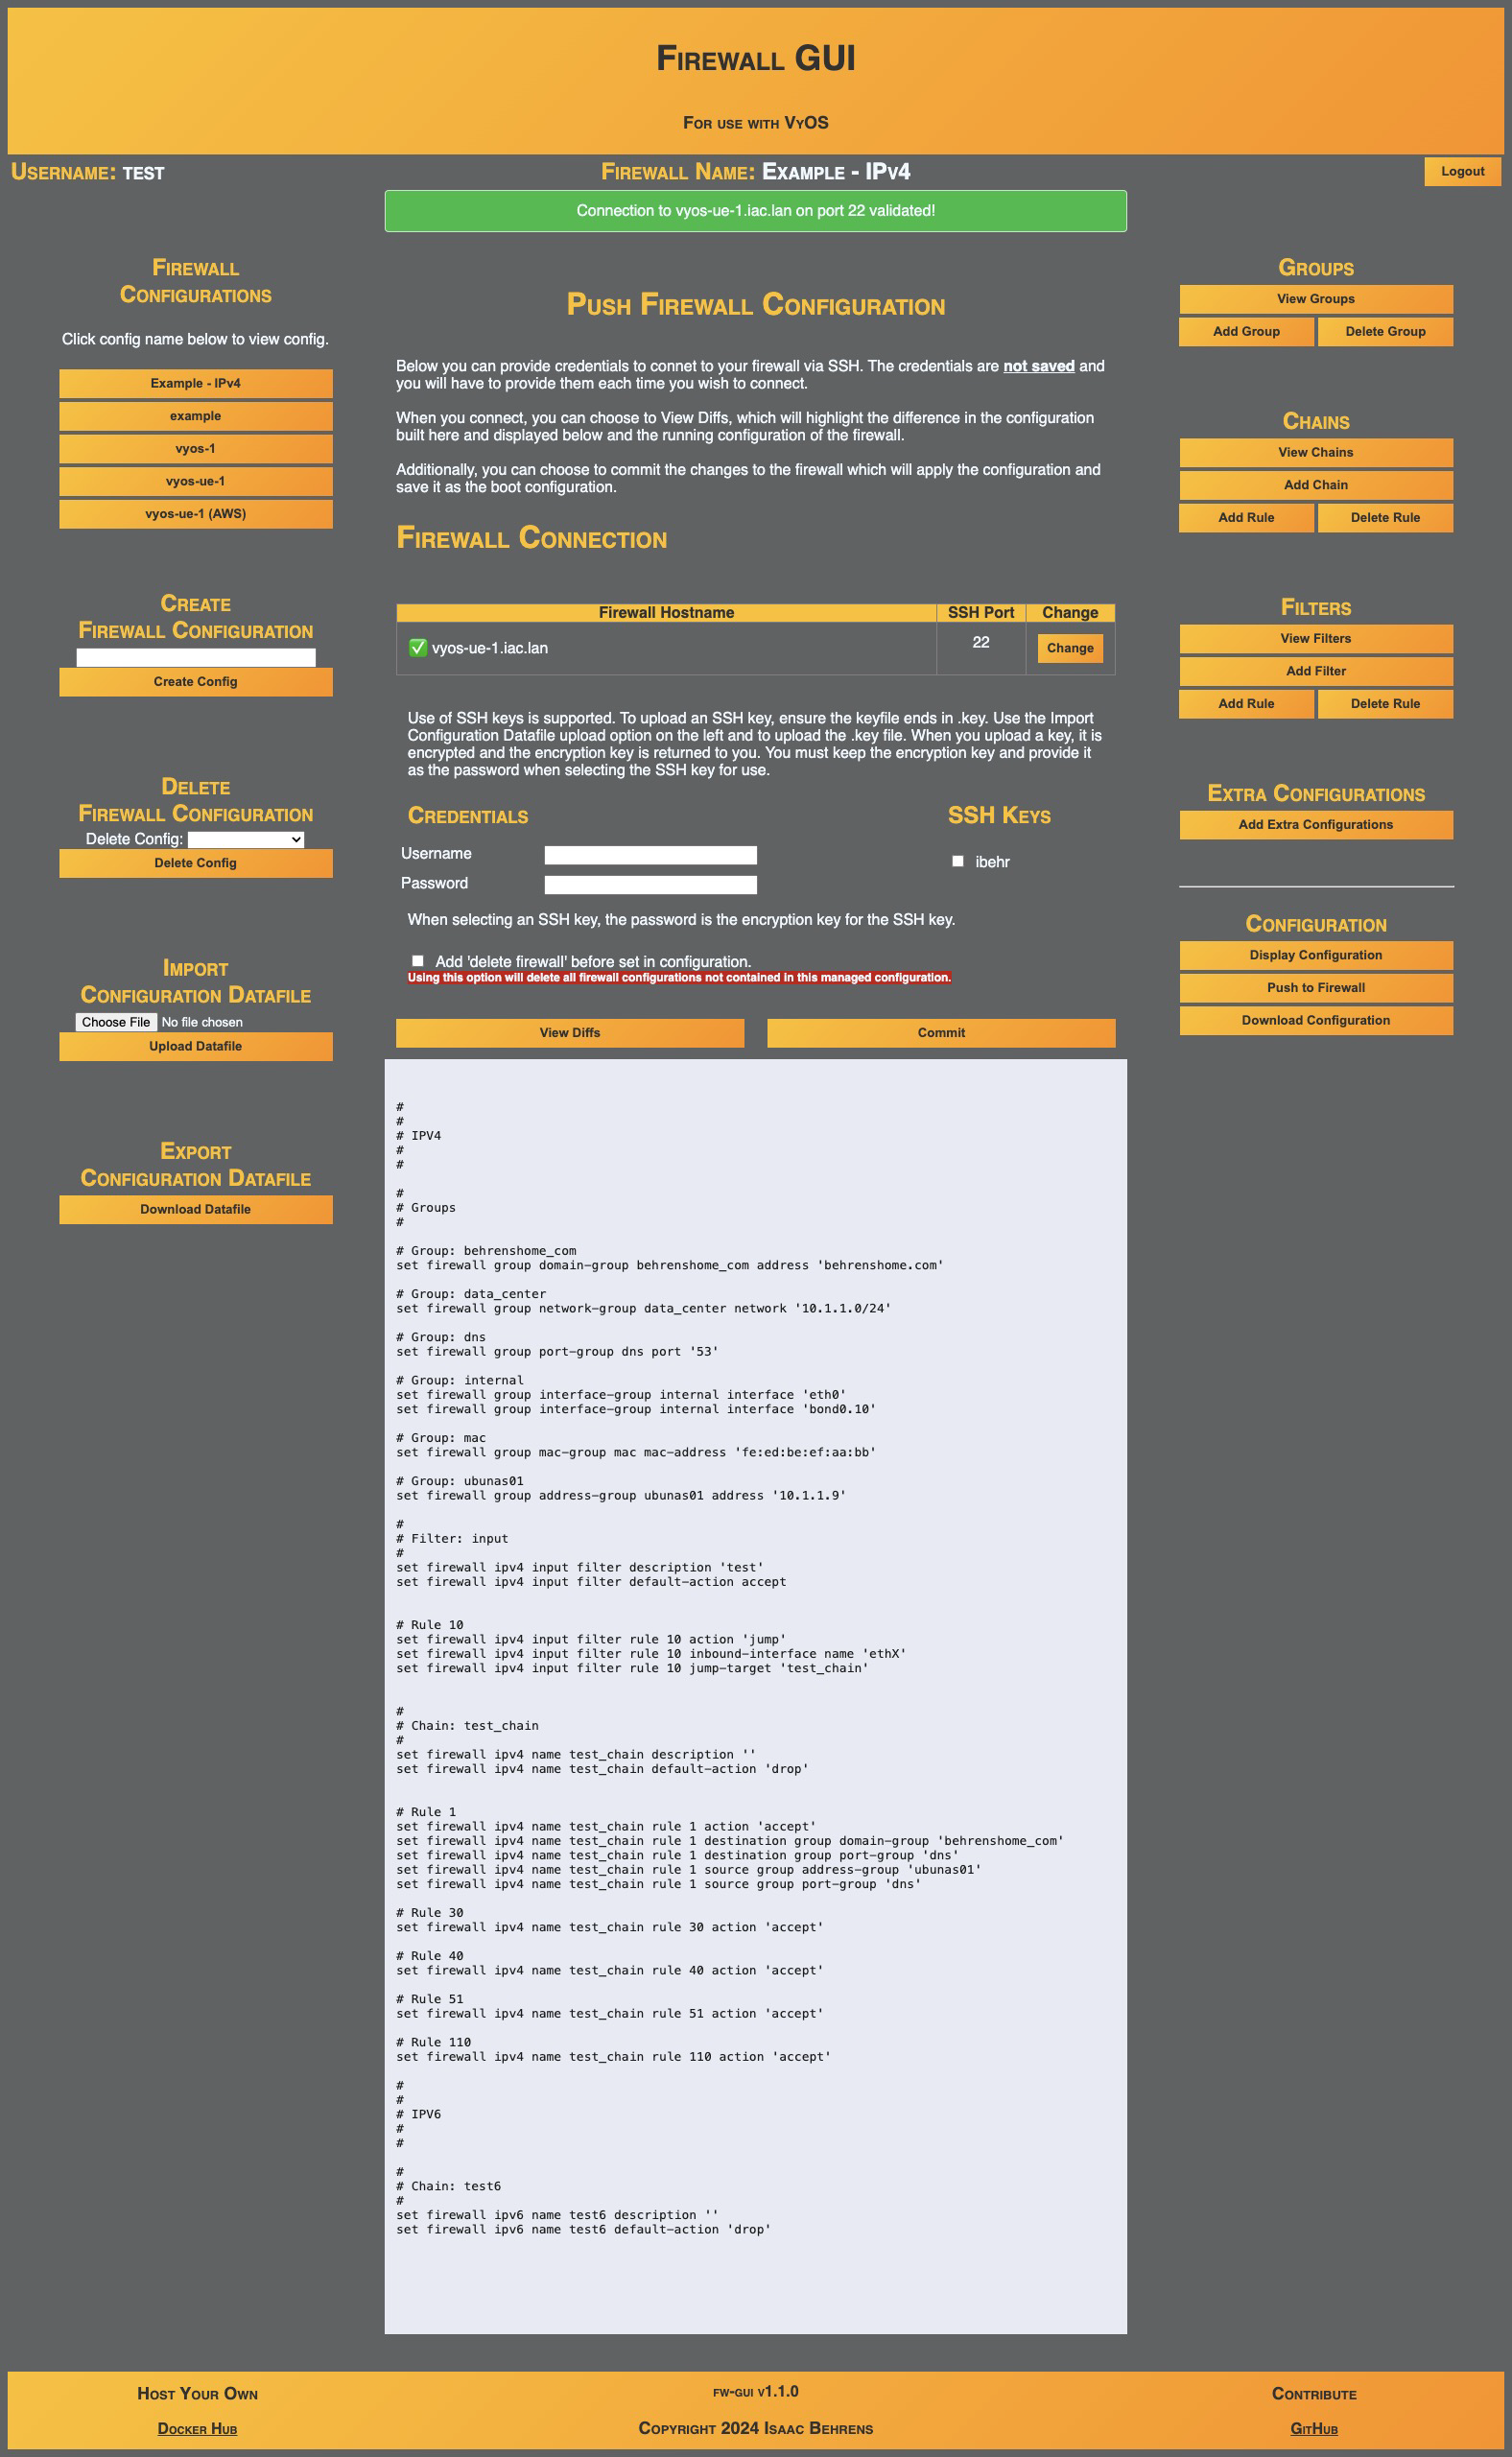 Firewall GUI
For use with VyOS
Username: test
Firewall Name: Example - IPv4
Logout
Connection to vyos-ue-1.iac.lan on port 22 validated!
Firewall
Configurations
Click config name below to view config.
Example - IPv4
example
vyos-1
vyos-ue-1
vyos-ue-1 (AWS)
Create
Firewall Configuration
Create Config
Delete
Firewall Configuration
Delete Config:
Delete Config
Import
Configuration Datafile
Choose File No file chosen
Upload Datafile
Export
Configuration Datafile
Download Datafile
Push Firewall Configuration
Below you can provide credentials to connet to your firewall via SSH. The credentials are not saved and
you will have to provide them each time you wish to connect.
When you connect, you can choose to View Diffs, which will highlight the difference in the configuration
built here and displayed below and the running configuration of the firewall.
Additionally, you can choose to commit the changes to the firewall which will apply the configuration and
save it as the boot configuration.
Firewall Connection
Firewall Hostname SSH Port Change
✅ vyos-ue-1.iac.lan 22 Change
Use of SSH keys is supported. To upload an SSH key, ensure the keyfile ends in .key. Use the Import
Configuration Datafile upload option on the left and to upload the .key file. When you upload a key, it is
encrypted and the encryption key is returned to you. You must keep the encryption key and provide it
as the password when selecting the SSH key for use.
Credentials
SSH Keys
Username
ibehr
Password
When selecting an SSH key, the password is the encryption key for the SSH key.
Add 'delete firewall' before set in configuration.
Using this option will delete all firewall configurations not contained in this managed configuration.
View Diffs
Commit
#
#
# IPV4
#
#
#
# Groups
#
# Group: behrenshome_com
set firewall group domain-group behrenshome_com address 'behrenshome.com'
# Group: data_center
set firewall group network-group data_center network '10.1.1.0/24'
# Group: dns
set firewall group port-group dns port '53'
# Group: internal
set firewall group interface-group internal interface 'eth0'
set firewall group interface-group internal interface 'bond0.10'
# Group: mac
set firewall group mac-group mac mac-address 'fe:ed:be:ef:aa:bb'
# Group: ubunas01
set firewall group address-group ubunas01 address '10.1.1.9'
#
# Filter: input
#
set firewall ipv4 input filter description 'test'
set firewall ipv4 input filter default-action accept
# Rule 10
set firewall ipv4 input filter rule 10 action 'jump'
set firewall ipv4 input filter rule 10 inbound-interface name 'ethX'
set firewall ipv4 input filter rule 10 jump-target 'test_chain'
#
# Chain: test_chain
#
set firewall ipv4 name test_chain description ''
set firewall ipv4 name test_chain default-action 'drop'
# Rule 1
set firewall ipv4 name test_chain rule 1 action 'accept'
set firewall ipv4 name test_chain rule 1 destination group domain-group 'behrenshome_com'
set firewall ipv4 name test_chain rule 1 destination group port-group 'dns'
set firewall ipv4 name test_chain rule 1 source group address-group 'ubunas01'
set firewall ipv4 name test_chain rule 1 source group port-group 'dns'
# Rule 30
set firewall ipv4 name test_chain rule 30 action 'accept'
# Rule 40
set firewall ipv4 name test_chain rule 40 action 'accept'
# Rule 51
set firewall ipv4 name test_chain rule 51 action 'accept'
# Rule 110
set firewall ipv4 name test_chain rule 110 action 'accept'
#
#
# IPV6
#
#
#
# Chain: test6
#
set firewall ipv6 name test6 description ''
set firewall ipv6 name test6 default-action 'drop'
Groups
View Groups
Add Group
Delete Group
Chains
View Chains
Add Chain
Add Rule
Delete Rule
Filters
View Filters
Add Filter
Add Rule
Delete Rule
Extra Configurations
Add Extra Configurations
Configuration
Display Configuration
Push to Firewall
Download Configuration
Host Your Own
Docker Hub
fw-gui v1.1.0
Copyright 2024 Isaac Behrens
Contribute
GitHub